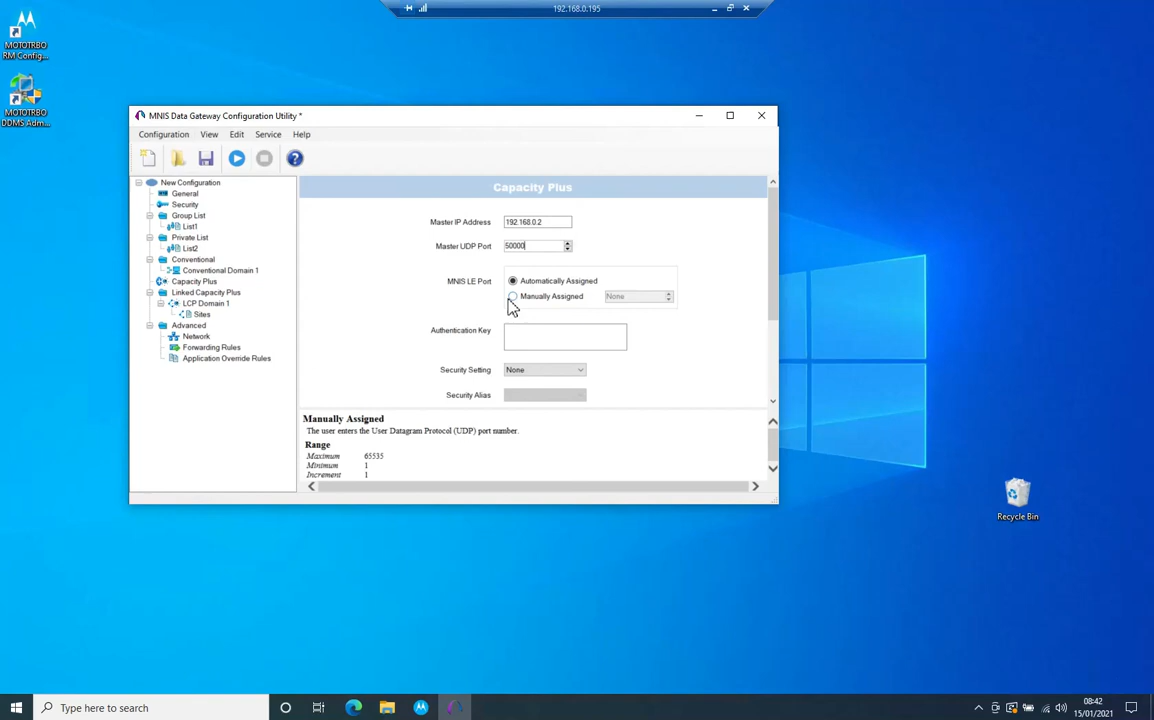 192.168.0.195
MOTOTRBO
RM Config...
MOTOTRBO
DDMS Adm...
MNIS Data Gateway Configuration Utility *
Configuration View Edit Service Help
New Configuration
General
Security
Group List
List1
Private List
List2
Conventional
Conventional Domain 1
Capacity Plus
Linked Capacity Plus
LCP Domain 1
Sites
Advanced
Network
Forwarding Rules
Application Override Rules
Capacity Plus
Master IP Address 192.168.0.2
Master UDP Port 50000
MNIS LE Port Automatically Assigned
Manually Assigned None
Authentication Key
Security Setting None
Security Alias
Manually Assigned
The user enters the User Datagram Protocol (UDP) port number.
Range
Maximum 65535
Minimum 1
Increment 1
Recycle Bin
Type here to search
08:42
15/01/2021